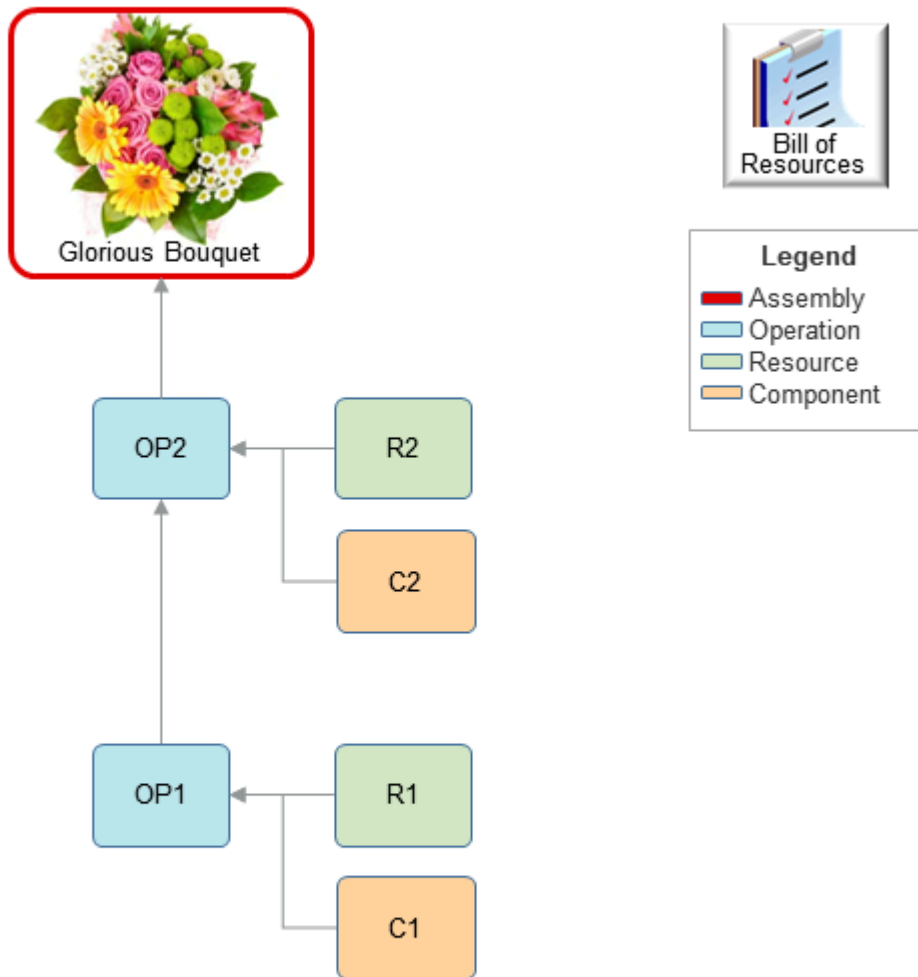 Glorious Bouquet
Bill of
Resources
Legend
Assembly
Operation
Resource
Component
OP2
R2
C2
OP1
R1
C1